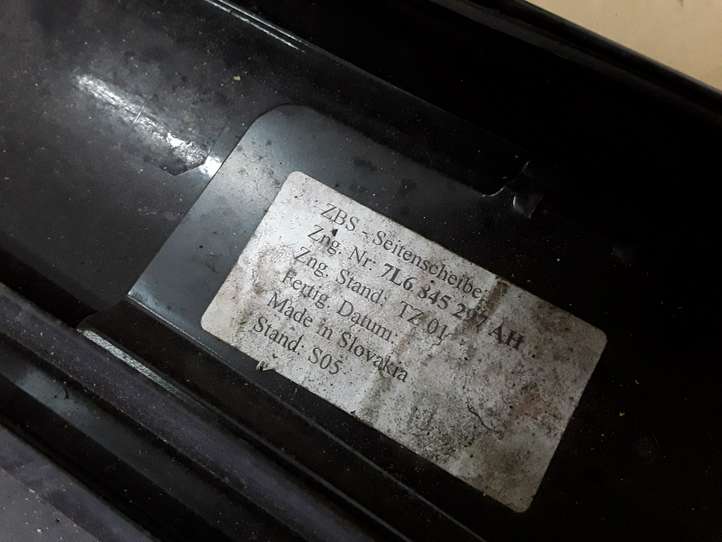 ZBS - Seitenscheibe
Zng. Nr: 7L6 845 297 AH
Zng. Stand: TZ 01
Fertig. Datum:
Made in Slovakia
Stand: S05